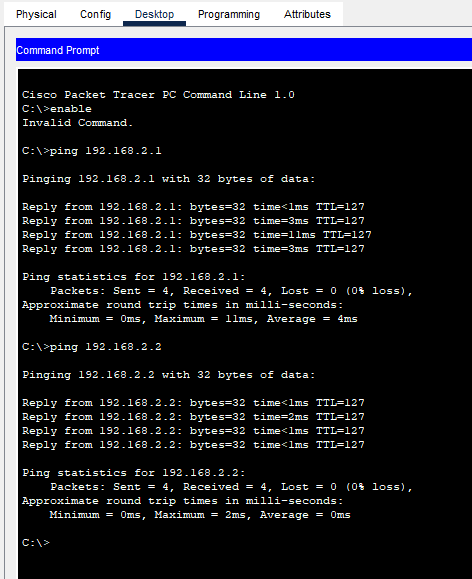 Physical Config Desktop Programming Attributes
Command Prompt
Cisco Packet Tracer PC Command Line 1.0
C:\>enable
Invalid Command.
C:\>ping 192.168.2.1
Pinging 192.168.2.1 with 32 bytes of data:
Reply from 192.168.2.1: bytes=32 time<1ms TTL=127
Reply from 192.168.2.1: bytes=32 time=3ms TTL=127
Reply from 192.168.2.1: bytes=32 time=11ms TTL=127
Reply from 192.168.2.1: bytes=32 time=3ms TTL=127
Ping statistics for 192.168.2.1:
Packets: Sent = 4, Received = 4, Lost = 0 (0% loss),
Approximate round trip times in milli-seconds:
Minimum = 0ms, Maximum = 11ms, Average = 4ms
C:\>ping 192.168.2.2
Pinging 192.168.2.2 with 32 bytes of data:
Reply from 192.168.2.2: bytes=32 time<1ms TTL=127
Reply from 192.168.2.2: bytes=32 time=2ms TTL=127
Reply from 192.168.2.2: bytes=32 time<1ms TTL=127
Reply from 192.168.2.2: bytes=32 time<1ms TTL=127
Ping statistics for 192.168.2.2:
Packets: Sent = 4, Received = 4, Lost = 0 (0% loss),
Approximate round trip times in milli-seconds:
Minimum = 0ms, Maximum = 2ms, Average = 0ms
C:\>